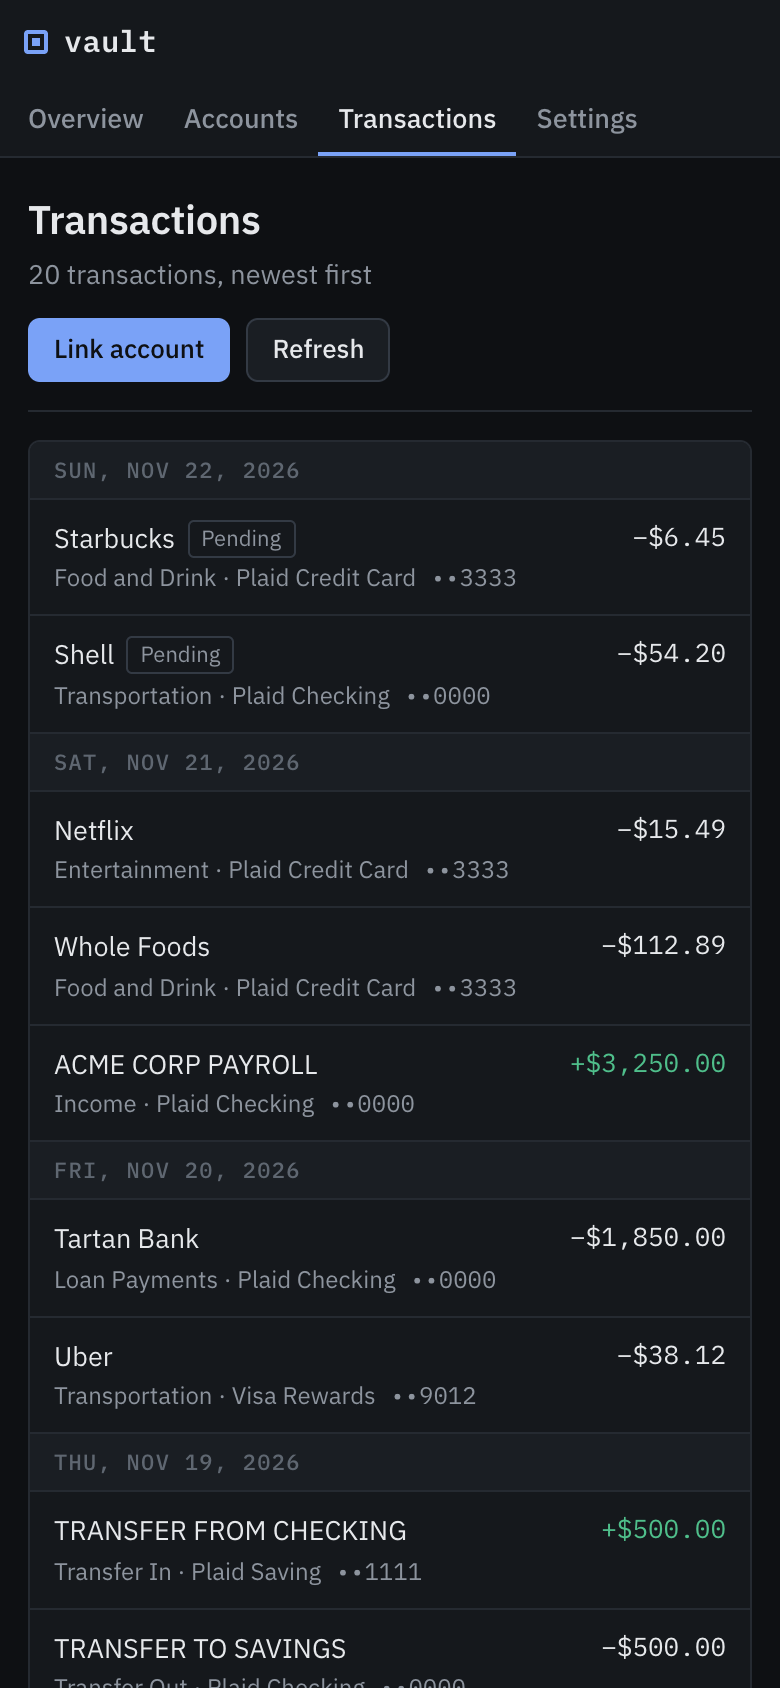 vault
Overview Accounts Transactions Settings
Transactions
20 transactions, newest first
Link account Refresh
SUN, NOV 22, 2026
Starbucks Pending −$6.45
Food and Drink · Plaid Credit Card ••3333
Shell Pending −$54.20
Transportation · Plaid Checking ••0000
SAT, NOV 21, 2026
Netflix −$15.49
Entertainment · Plaid Credit Card ••3333
Whole Foods −$112.89
Food and Drink · Plaid Credit Card ••3333
ACME CORP PAYROLL +$3,250.00
Income · Plaid Checking ••0000
FRI, NOV 20, 2026
Tartan Bank −$1,850.00
Loan Payments · Plaid Checking ••0000
Uber −$38.12
Transportation · Visa Rewards ••9012
THU, NOV 19, 2026
TRANSFER FROM CHECKING +$500.00
Transfer In · Plaid Saving ••1111
TRANSFER TO SAVINGS −$500.00
Transfer Out · Plaid Checking ••0000